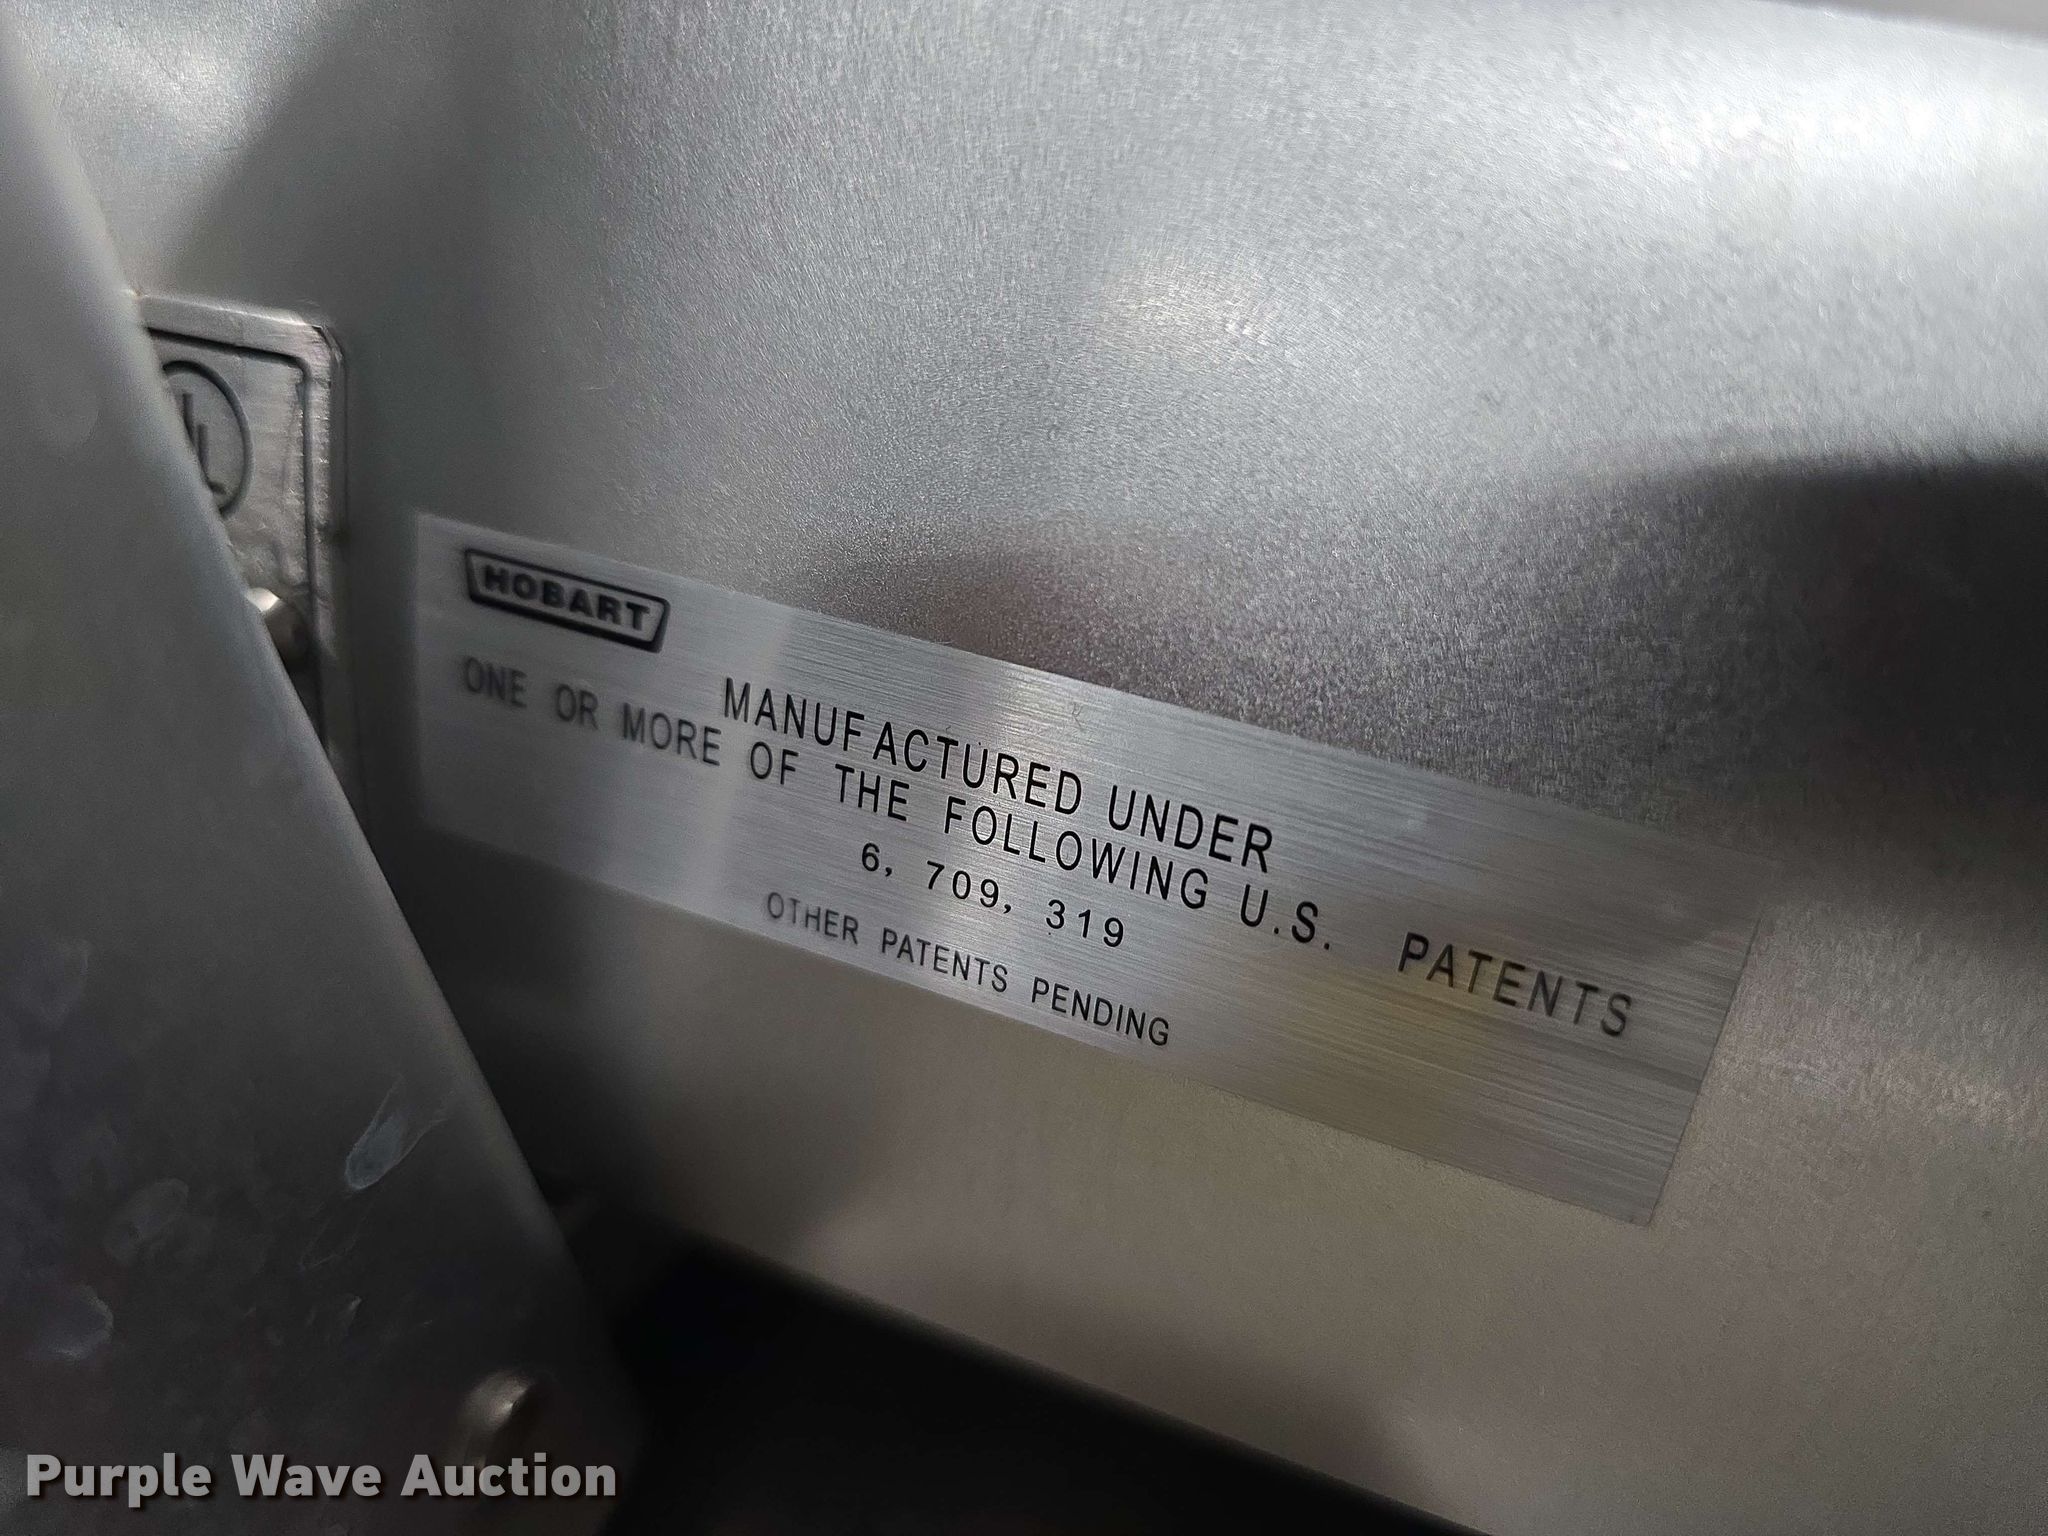 UL
HOBART
MANUFACTURED UNDER
ONE OR MORE OF THE FOLLOWING U.S. PATENTS
6, 709, 319
OTHER PATENTS PENDING
Purple Wave Auction